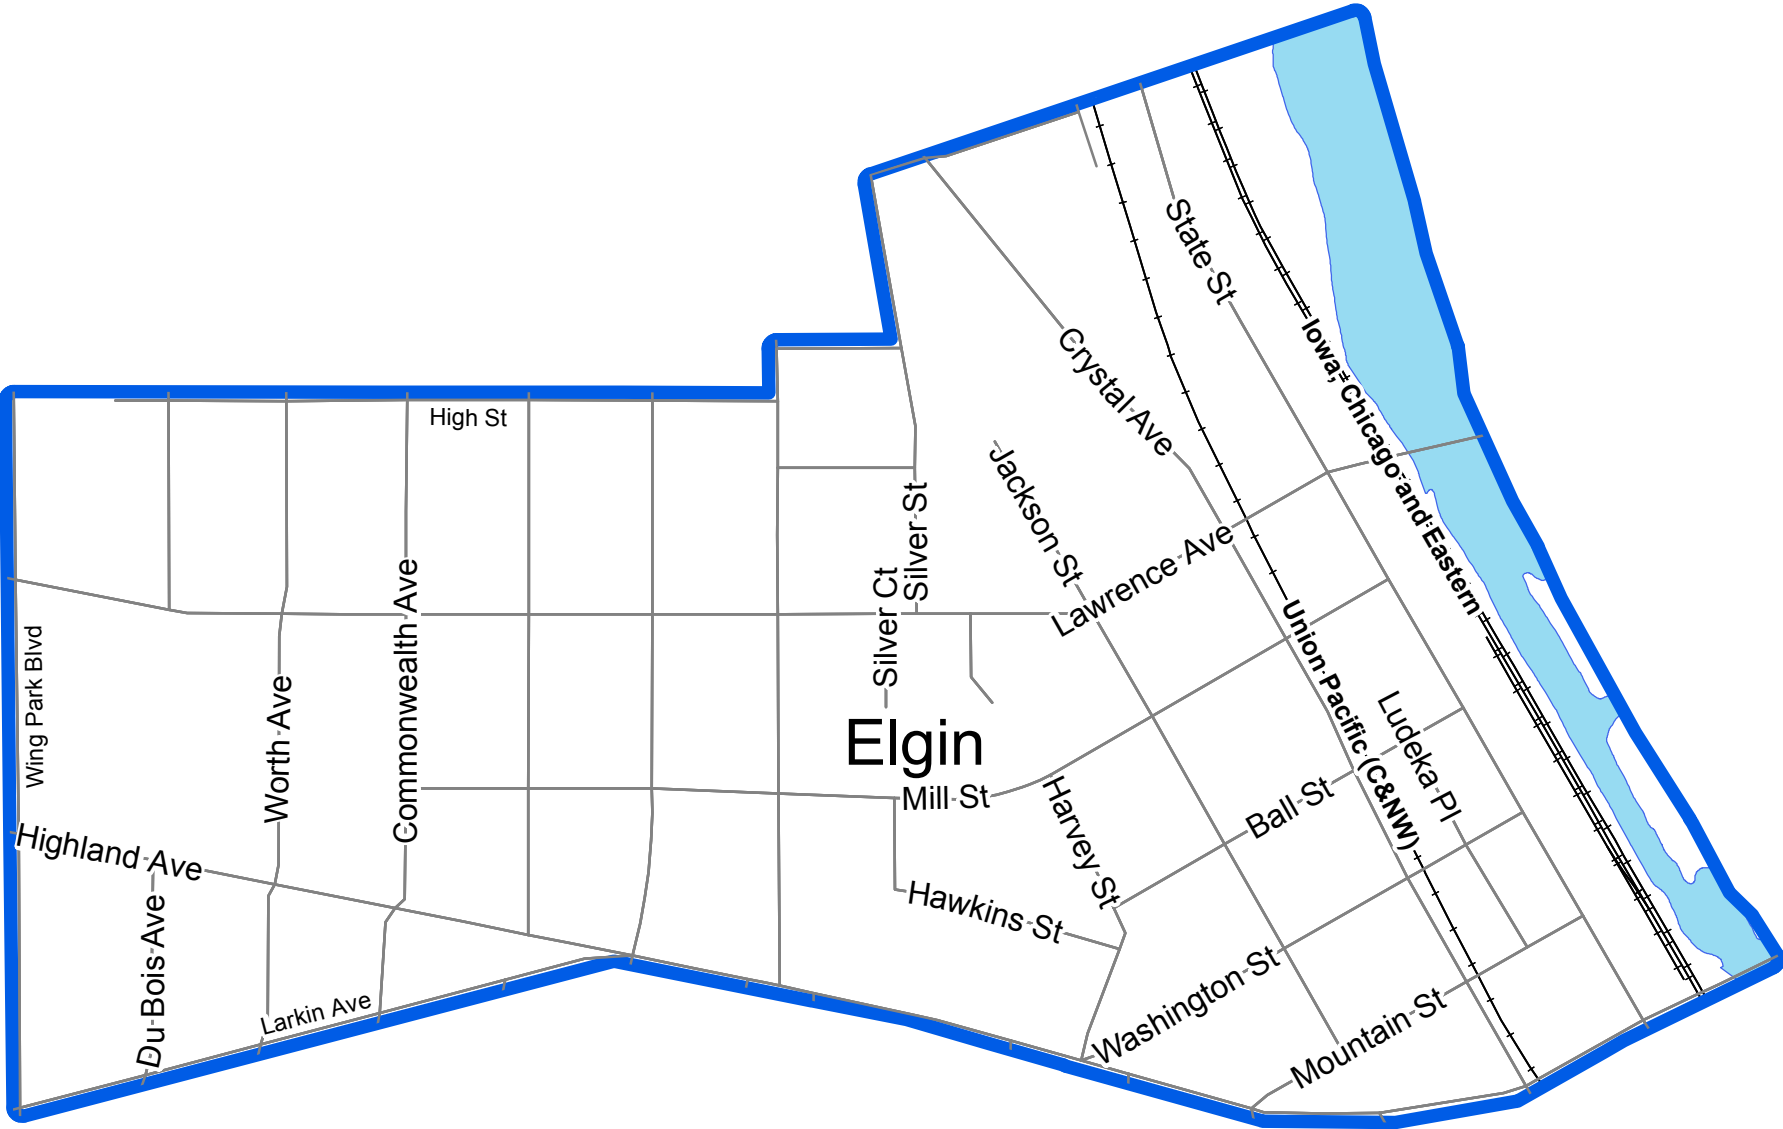 State St
Iowa, Chicago and Eastern
Crystal Ave
High St
Jackson St
Silver St
Lawrence Ave
Silver Ct
Commonwealth Ave
Union Pacific (C&NW)
Wing Park Blvd
Worth Ave
Ludeka Pl
Elgin
Mill St
Harvey St
Ball St
Highland Ave
Hawkins St
Du Bois Ave
Washington St
Larkin Ave
Mountain St